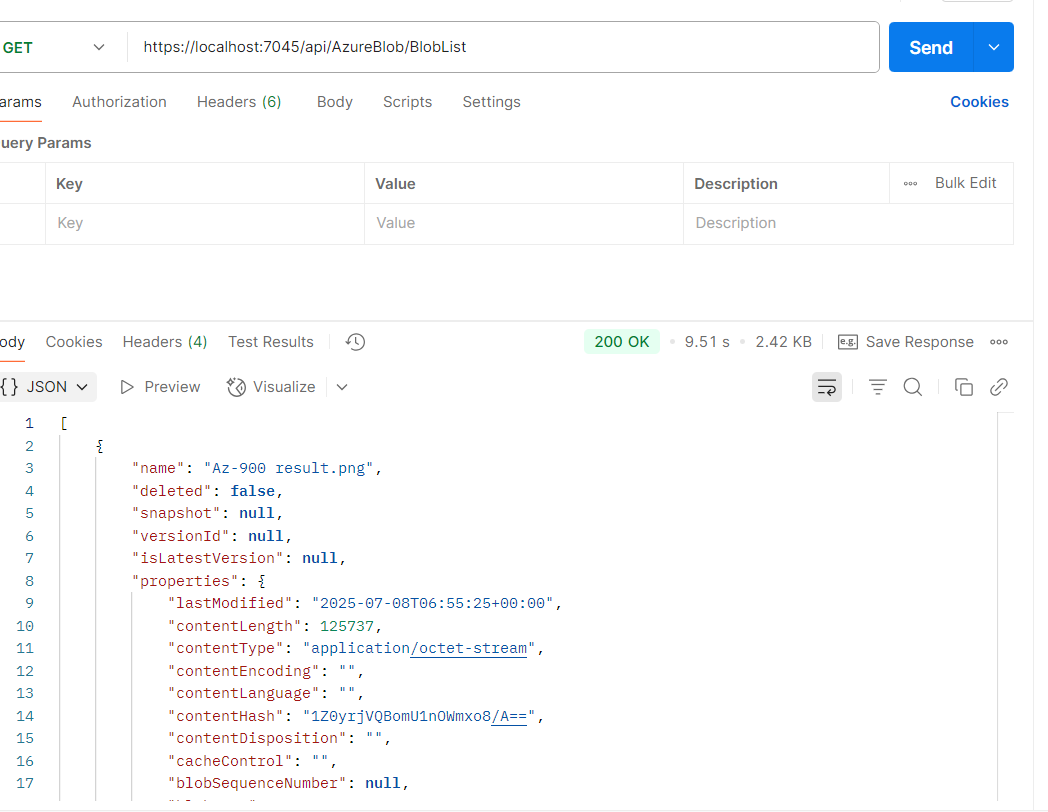 GET https://localhost:7045/api/AzureBlob/BlobList Send
arams Authorization Headers (6) Body Scripts Settings Cookies
uery Params
Key Value Description Bulk Edit
Key Value Description
ody Cookies Headers (4) Test Results 200 OK 9.51 s 2.42 KB e.g. Save Response
{} JSON Preview Visualize
1 [
2 {
3 "name": "Az-900 result.png",
4 "deleted": false,
5 "snapshot": null,
6 "versionId": null,
7 "isLatestVersion": null,
8 "properties": {
9 "lastModified": "2025-07-08T06:55:25+00:00",
10 "contentLength": 125737,
11 "contentType": "application/octet-stream",
12 "contentEncoding": "",
13 "contentLanguage": "",
14 "contentHash": "1Z0yrjVQBomU1nOWmxo8/A==",
15 "contentDisposition": "",
16 "cacheControl": "",
17 "blobSequenceNumber": null,